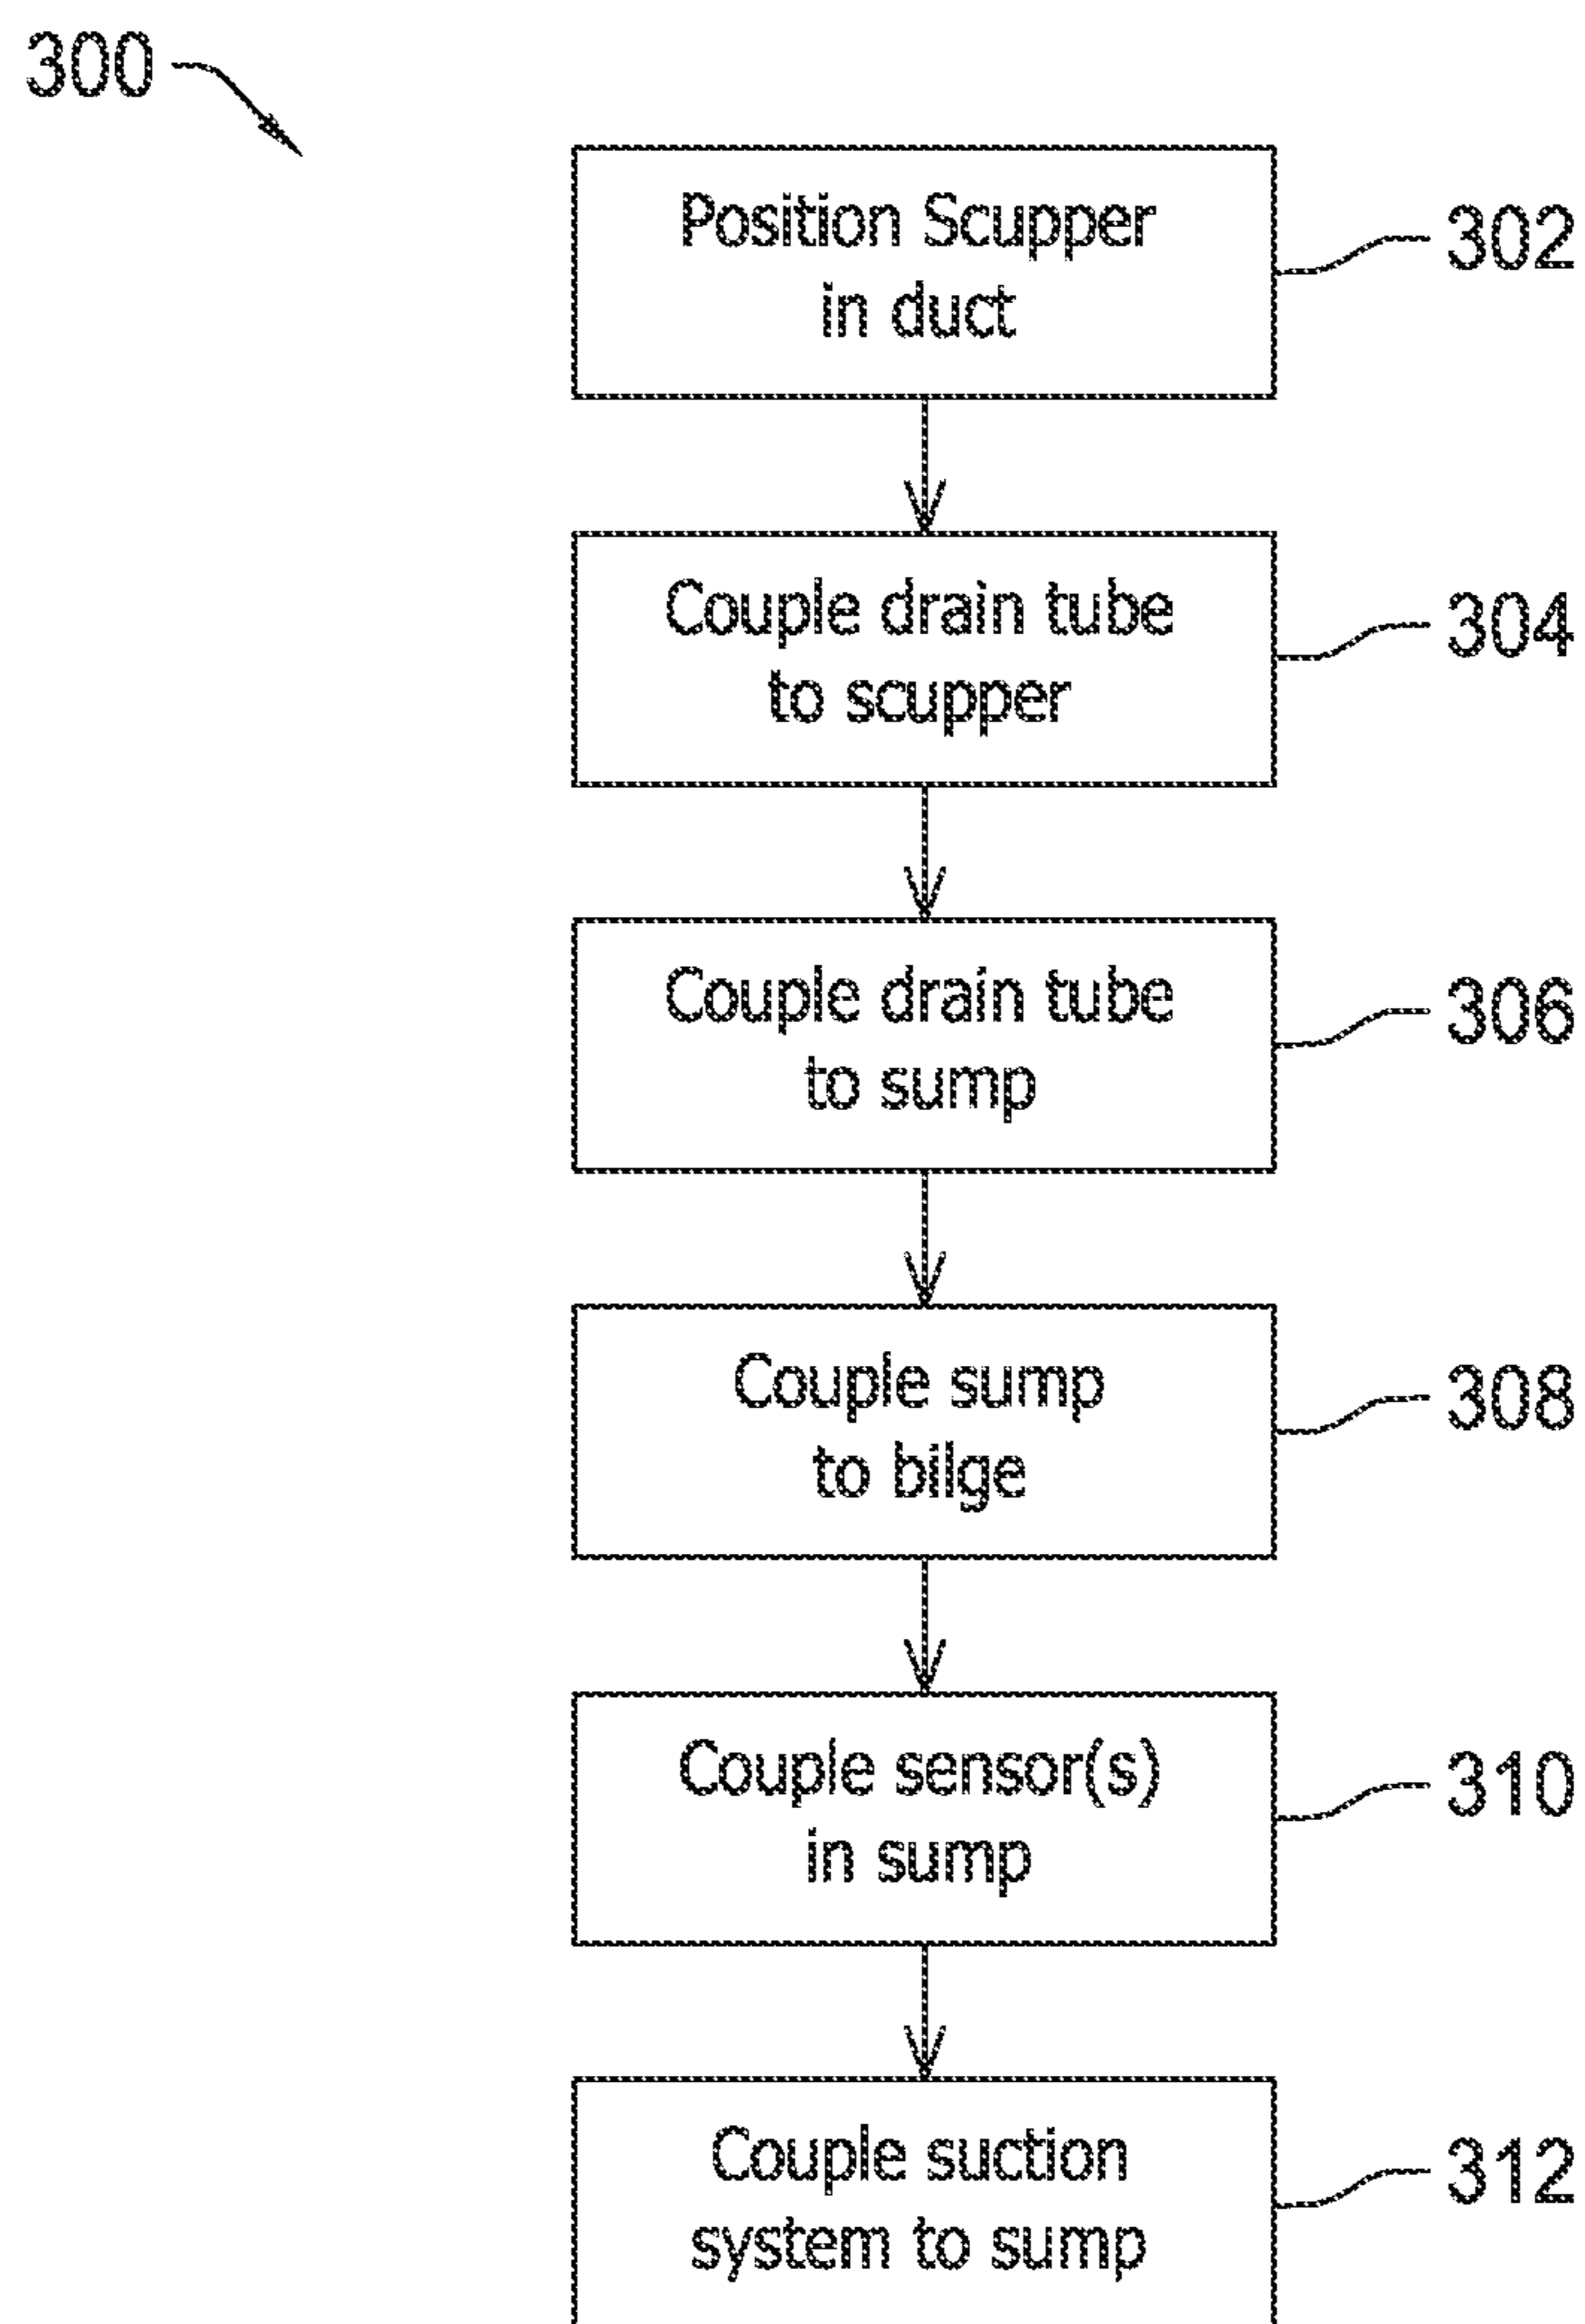 300
Position Scupper
in duct
302
Couple drain tube
to scupper
304
Couple drain tube
to sump
306
Couple sump
to bilge
308
Couple sensor(s)
in sump
310
Couple suction
system to sump
312